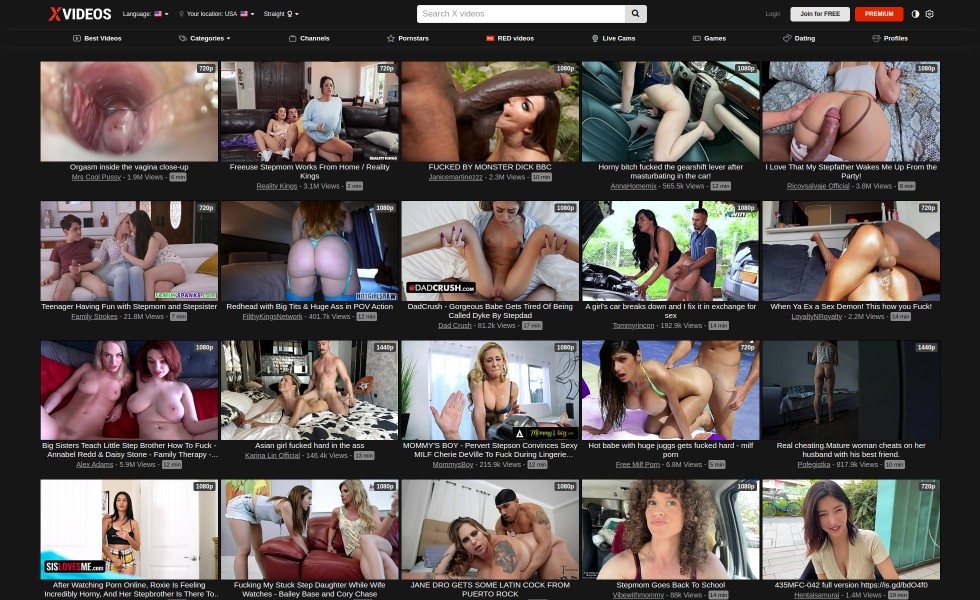 XVIDEOS
Language:
Your location: USA
Straight
Search X videos
Login
Join for FREE
PREMIUM
Best Videos
Categories
Channels
Pornstars
RED videos
Live Cams
Games
Dating
Profiles
720p
720p
1080p
1080p
1080p
REALITY KINGS
Orgasm inside the vagina close-up
Mrs Cool Pussy - 1.9M Views - 6 min
Freeuse Stepmom Works From Home / Reality
Kings
Reality Kings - 3.1M Views - 2 min
FUCKED BY MONSTER DICK BBC
Janicemartinezzz - 2.3M Views - 10 min
Horny bitch fucked the gearshift lever after
masturbating in the car!
AnnaHomemix - 565.5k Views - 12 min
I Love That My Stepfather Wakes Me Up From the
Party!
Ricoysalvaje Official - 3.8M Views - 8 min
720p
1080p
1080p
1080p
720p
DADCRUSH.COM
Teenager Having Fun with Stepmom and Stepsister
Family Strokes - 21.8M Views - 7 min
Redhead with Big Tits & Huge Ass in POV Action
FilthyKingsNetwork - 401.7k Views - 12 min
DadCrush - Gorgeous Babe Gets Tired Of Being
Called Dyke By Stepdad
Dad Crush - 81.2k Views - 17 min
A girl's car breaks down and I fix it in exchange for
sex
Tommyrincon - 192.9k Views - 14 min
When Ya Ex a Sex Demon! This how you Fuck!
LoyaltyNRoyalty - 2.2M Views - 14 min
1080p
1440p
1080p
720p
1440p
Mommy's boy
Big Sisters Teach Little Step Brother How To Fuck -
Annabel Redd & Daisy Stone - Family Therapy -...
Alex Adams - 5.9M Views - 12 min
Asian girl fucked hard in the ass
Karina Lin Official - 146.4k Views - 13 min
MOMMY'S BOY - Pervert Stepson Convinces Sexy
MILF Cherie DeVille To Fuck During Lingerie...
MommysBoy - 215.9k Views - 12 min
Hot babe with huge juggs gets fucked hard - milf
porn
Free Milf Porn - 6.8M Views - 5 min
Real cheating.Mature woman cheats on her
husband with his best friend.
Pofegistka - 817.9k Views - 10 min
1080p
1080p
1080p
1080p
720p
SISLOVESME.com
After Watching Porn Online, Roxie Is Feeling
Incredibly Horny, And Her Stepbrother Is There To..
Fucking My Stuck Step Daughter While Wife
Watches - Bailey Base and Cory Chase
JANE DRO GETS SOME LATIN COCK FROM
PUERTO ROCK
Stepmom Goes Back To School
Vibewithmommy - 88k Views - 14 min
435MFC-042 full version https://is.gd/bdO4f0
Hentaisamurai - 1.4M Views - 19 min